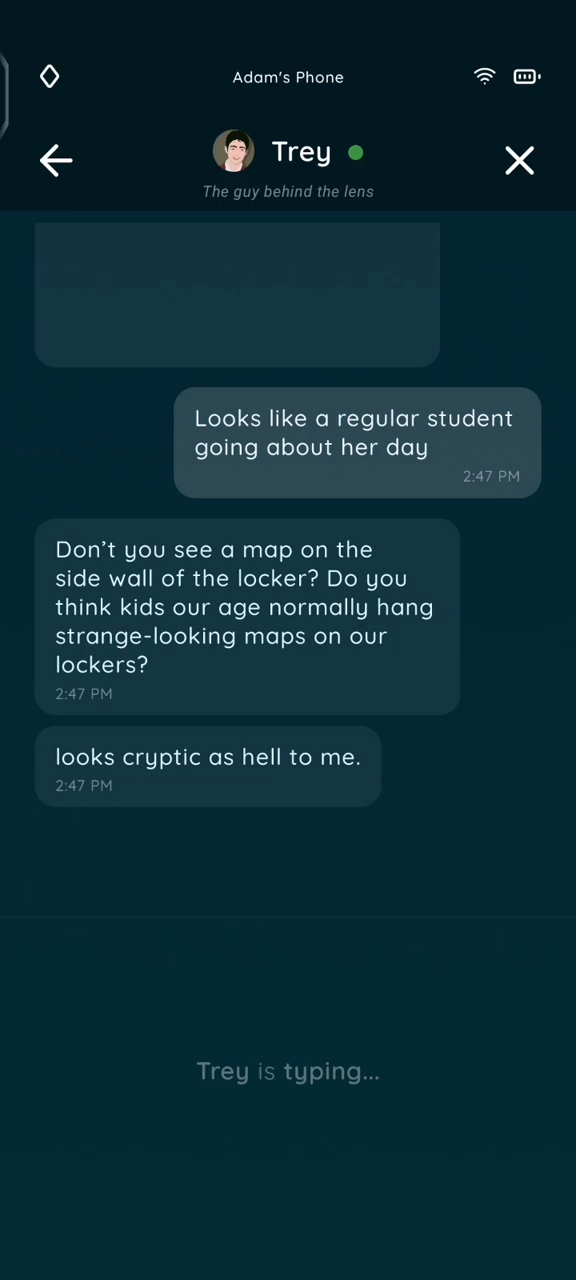 Adam's Phone
Trey
The guy behind the lens
Looks like a regular student
going about her day
2:47 PM
Don’t you see a map on the
side wall of the locker? Do you
think kids our age normally hang
strange-looking maps on our
lockers?
2:47 PM
looks cryptic as hell to me.
2:47 PM
Trey is typing...